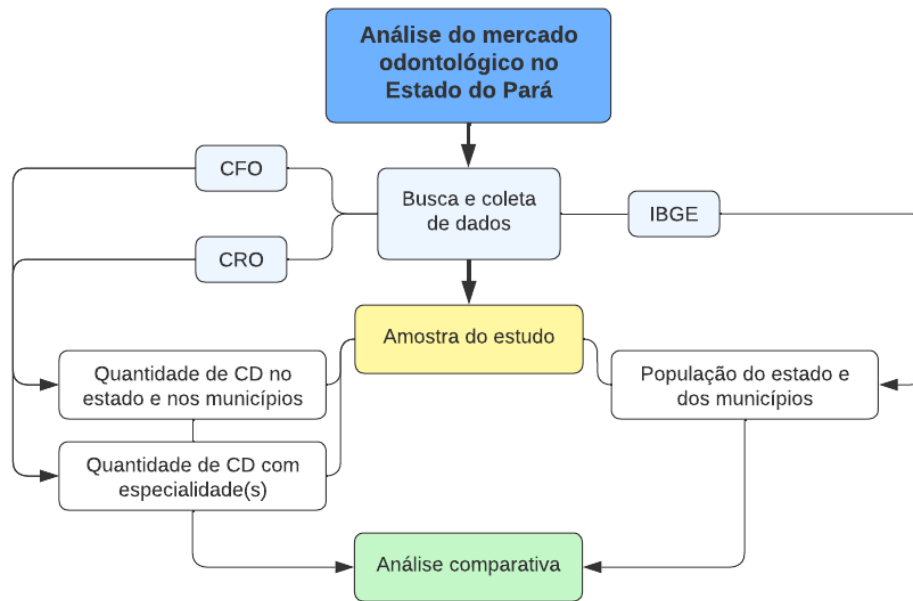 Análise do mercado
odontológico no
Estado do Pará
CFO
Busca e coleta
de dados
IBGE
CRO
Amostra do estudo
Quantidade de CD no
estado e nos municípios
População do estado e
dos municípios
Quantidade de CD com
especialidade(s)
Análise comparativa